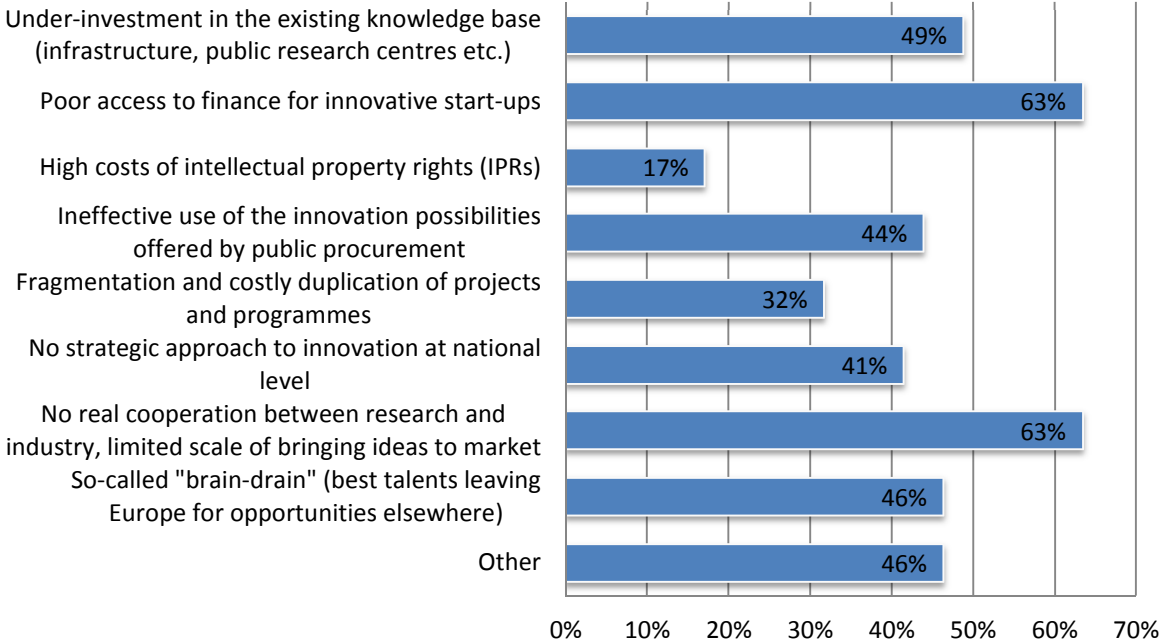 Under-investment in the existing knowledge base
(infrastructure, public research centres etc.)
49%
Poor access to finance for innovative start-ups
63%
High costs of intellectual property rights (IPRs)
17%
Ineffective use of the innovation possibilities
offered by public procurement
44%
Fragmentation and costly duplication of projects
and programmes
32%
No strategic approach to innovation at national
level
41%
No real cooperation between research and
industry, limited scale of bringing ideas to market
63%
So-called "brain-drain" (best talents leaving
Europe for opportunities elsewhere)
46%
Other
46%
0% 10% 20% 30% 40% 50% 60% 70%